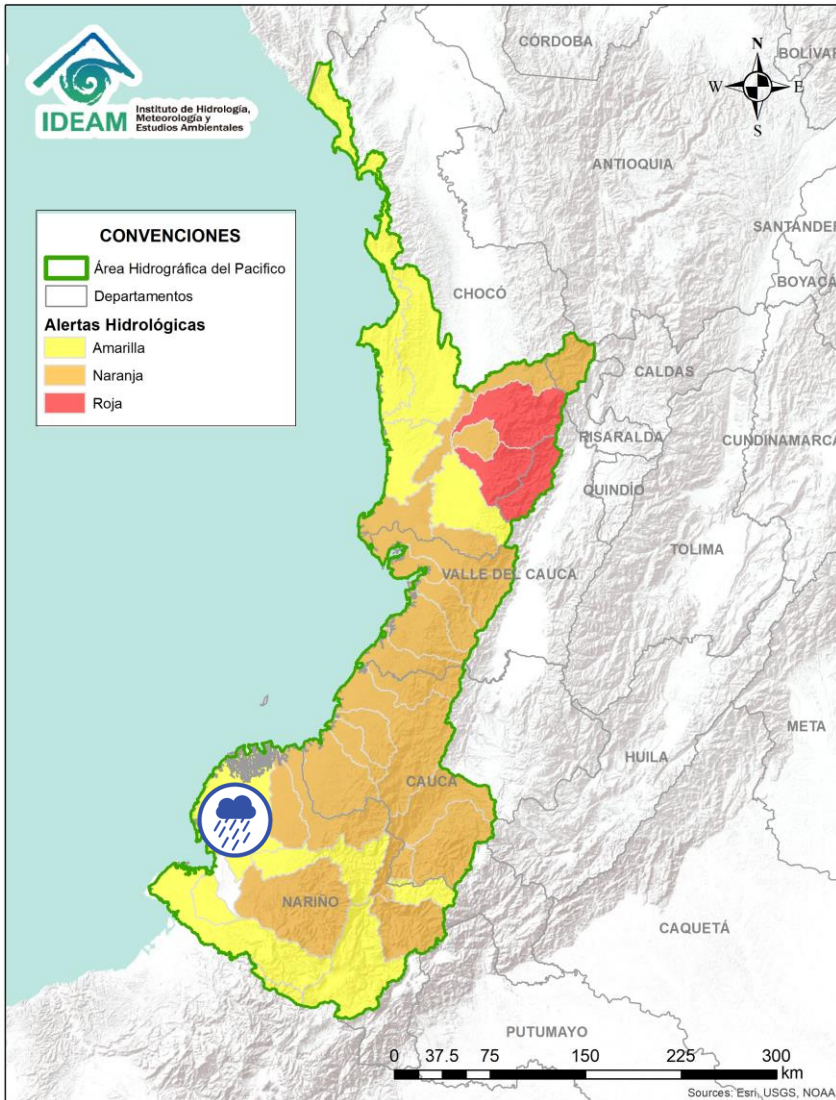 IDEAM
Instituto de Hidrología,
Meteorología y
Estudios Ambientales
CÓRDOBA
BOLÍVAR
N
W
E
S
ANTIOQUIA
SANTANDER
BOYACÁ
CONVENCIONES
Área Hidrográfica del Pacifico
Departamentos
Alertas Hidrológicas
Amarilla
Naranja
Roja
CHOCÓ
CALDAS
RISARALDA
CUNDINAMARCA
QUINDÍO
TOLIMA
VALLE DEL CAUCA
META
HUILA
CAUCA
NARIÑO
CAQUETÁ
PUTUMAYO
0 37.5 75 150 225 300
km
Sources: Esri, USGS, NOAA